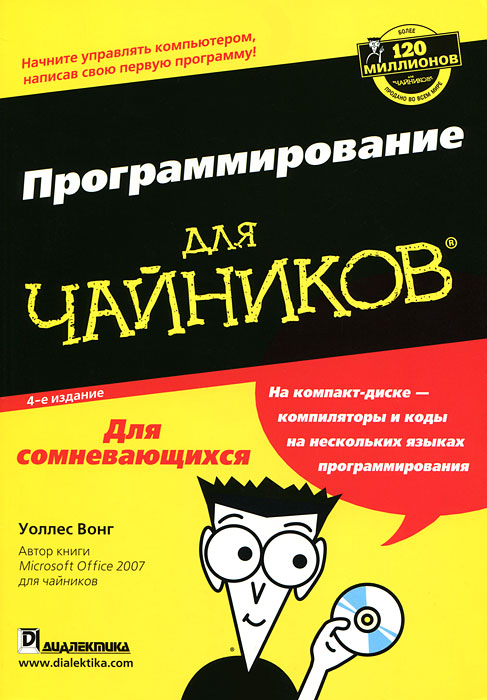 Начните управлять компьютером,
написав свою первую программу!
БОЛЕЕ
120
МИЛЛИОНОВ
ДЛЯ
"ЧАЙНИКОВ"
ПРОДАНО ВО ВСЕМ МИРЕ
Программирование
для
ЧАЙНИКОВ®
4-е издание
Для
сомневающихся
На компакт-диске —
компиляторы и коды
на нескольких языках
программирования
Уоллес Вонг
Автор книги
Microsoft Office 2007
для чайников
®
ДИАЛЕКТИКА
www.dialektika.com